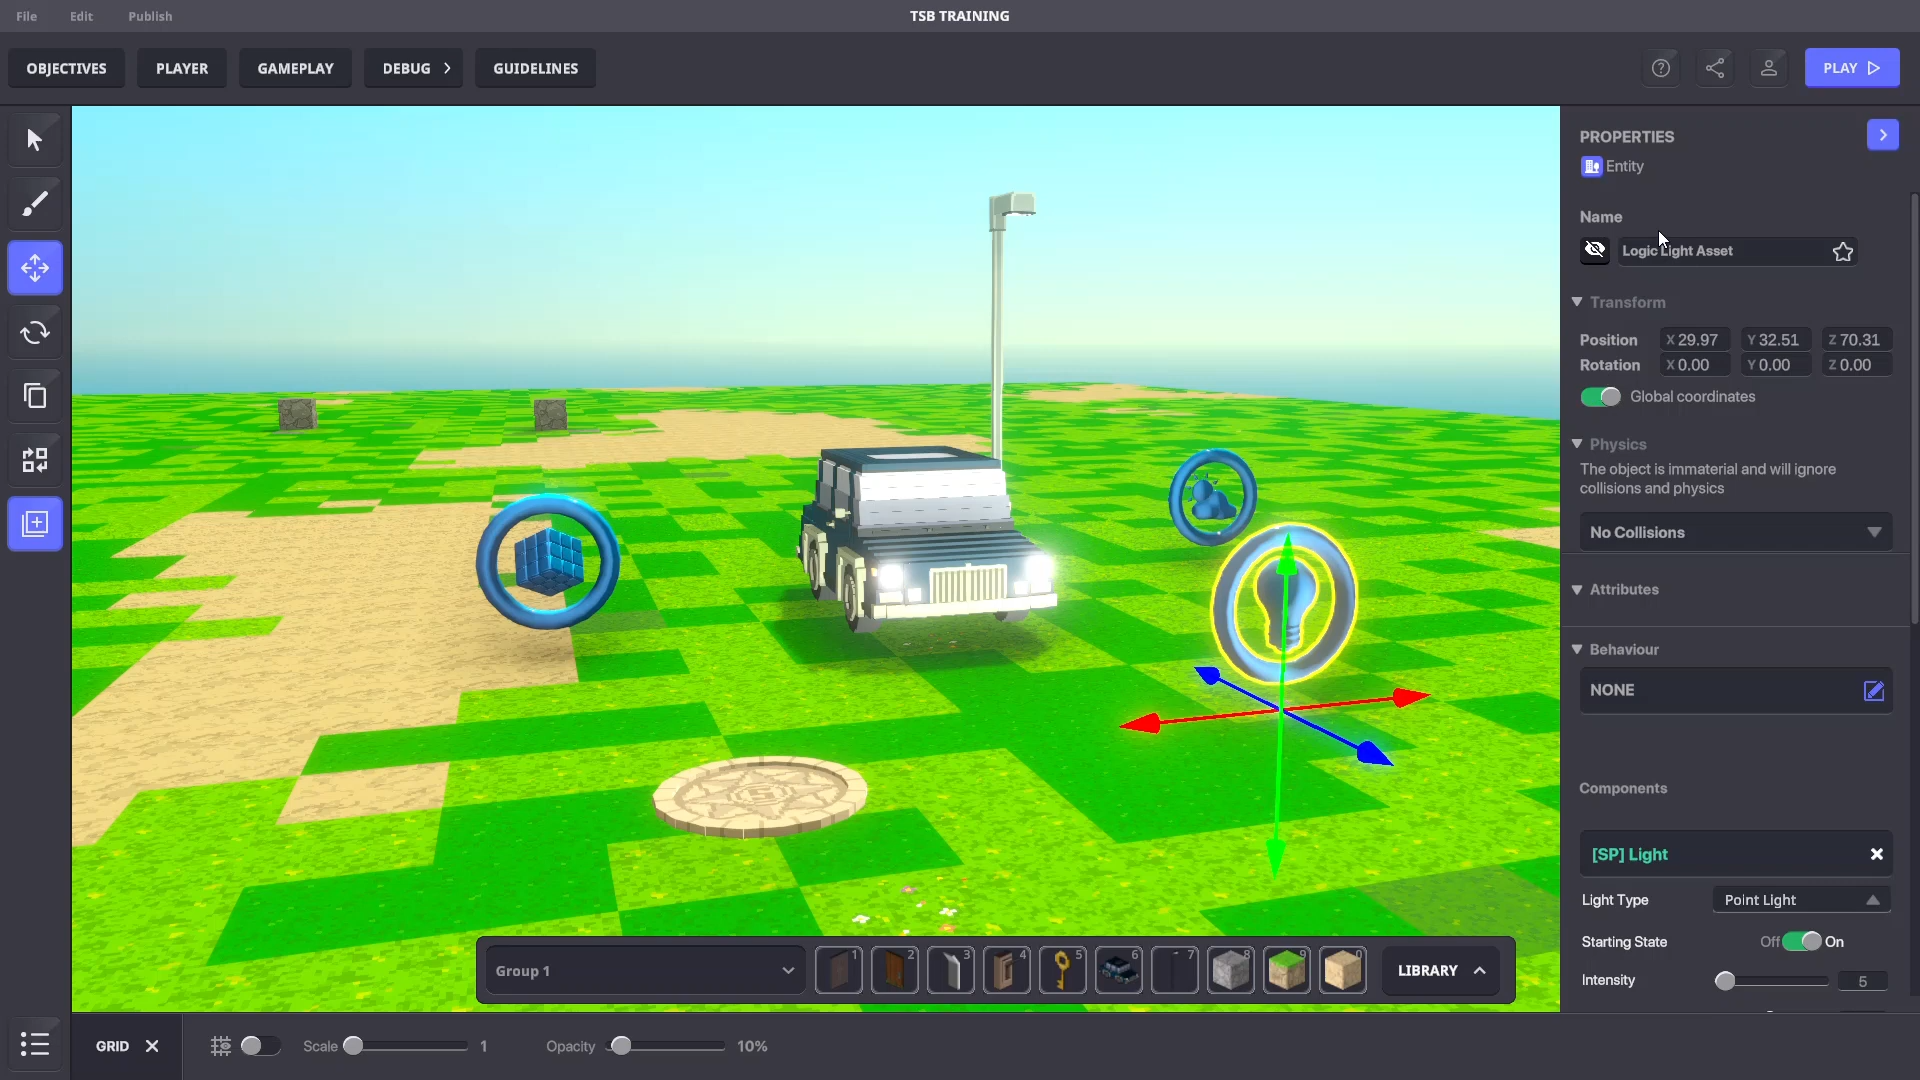 File Edit Publish TSB TRAINING
OBJECTIVES PLAYER GAMEPLAY DEBUG GUIDELINES PLAY
PROPERTIES
Entity
Name
Logic Light Asset
Transform
Position X 29.97 Y 32.51 Z 70.31
Rotation X 0.00 Y 0.00 Z 0.00
Global coordinates
Physics
The object is immaterial and will ignore
collisions and physics
No Collisions
Attributes
Behaviour
NONE
Components
[SP] Light
Light Type Point Light
Starting State Off On
Intensity 5
Group 1 1 2 3 4 5 6 7 8 9 0 LIBRARY
GRID Scale 1 Opacity 10%